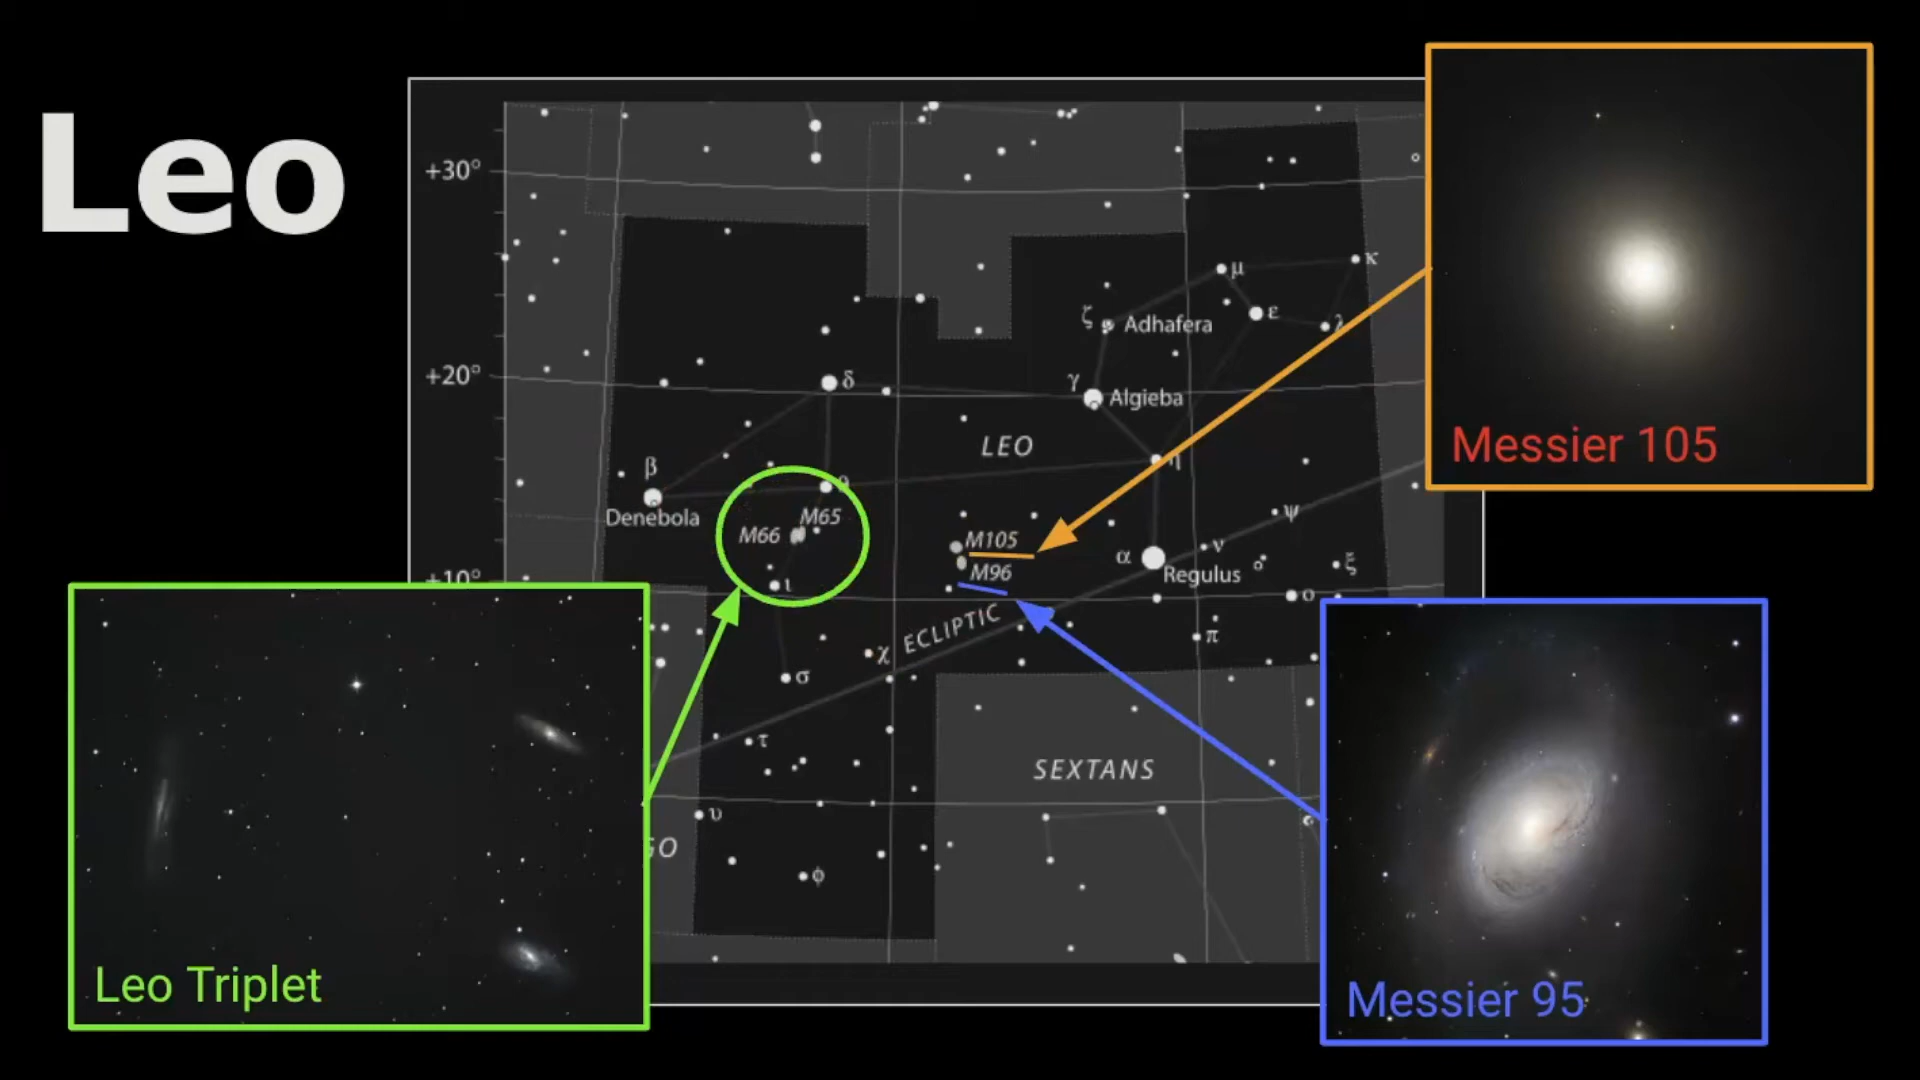 Leo
+30°
+20°
+10°
μ
κ
ζ
Adhafera
ε
λ
γ
Algieba
δ
LEO
β
Denebola
θ
η
M65
M66
ψ
M105
M96
α
Regulus
ν
ξ
ι
ο
ECLIPTIC
χ
π
σ
τ
SEXTANS
υ
GO
φ
Messier 105
Leo Triplet
Messier 95